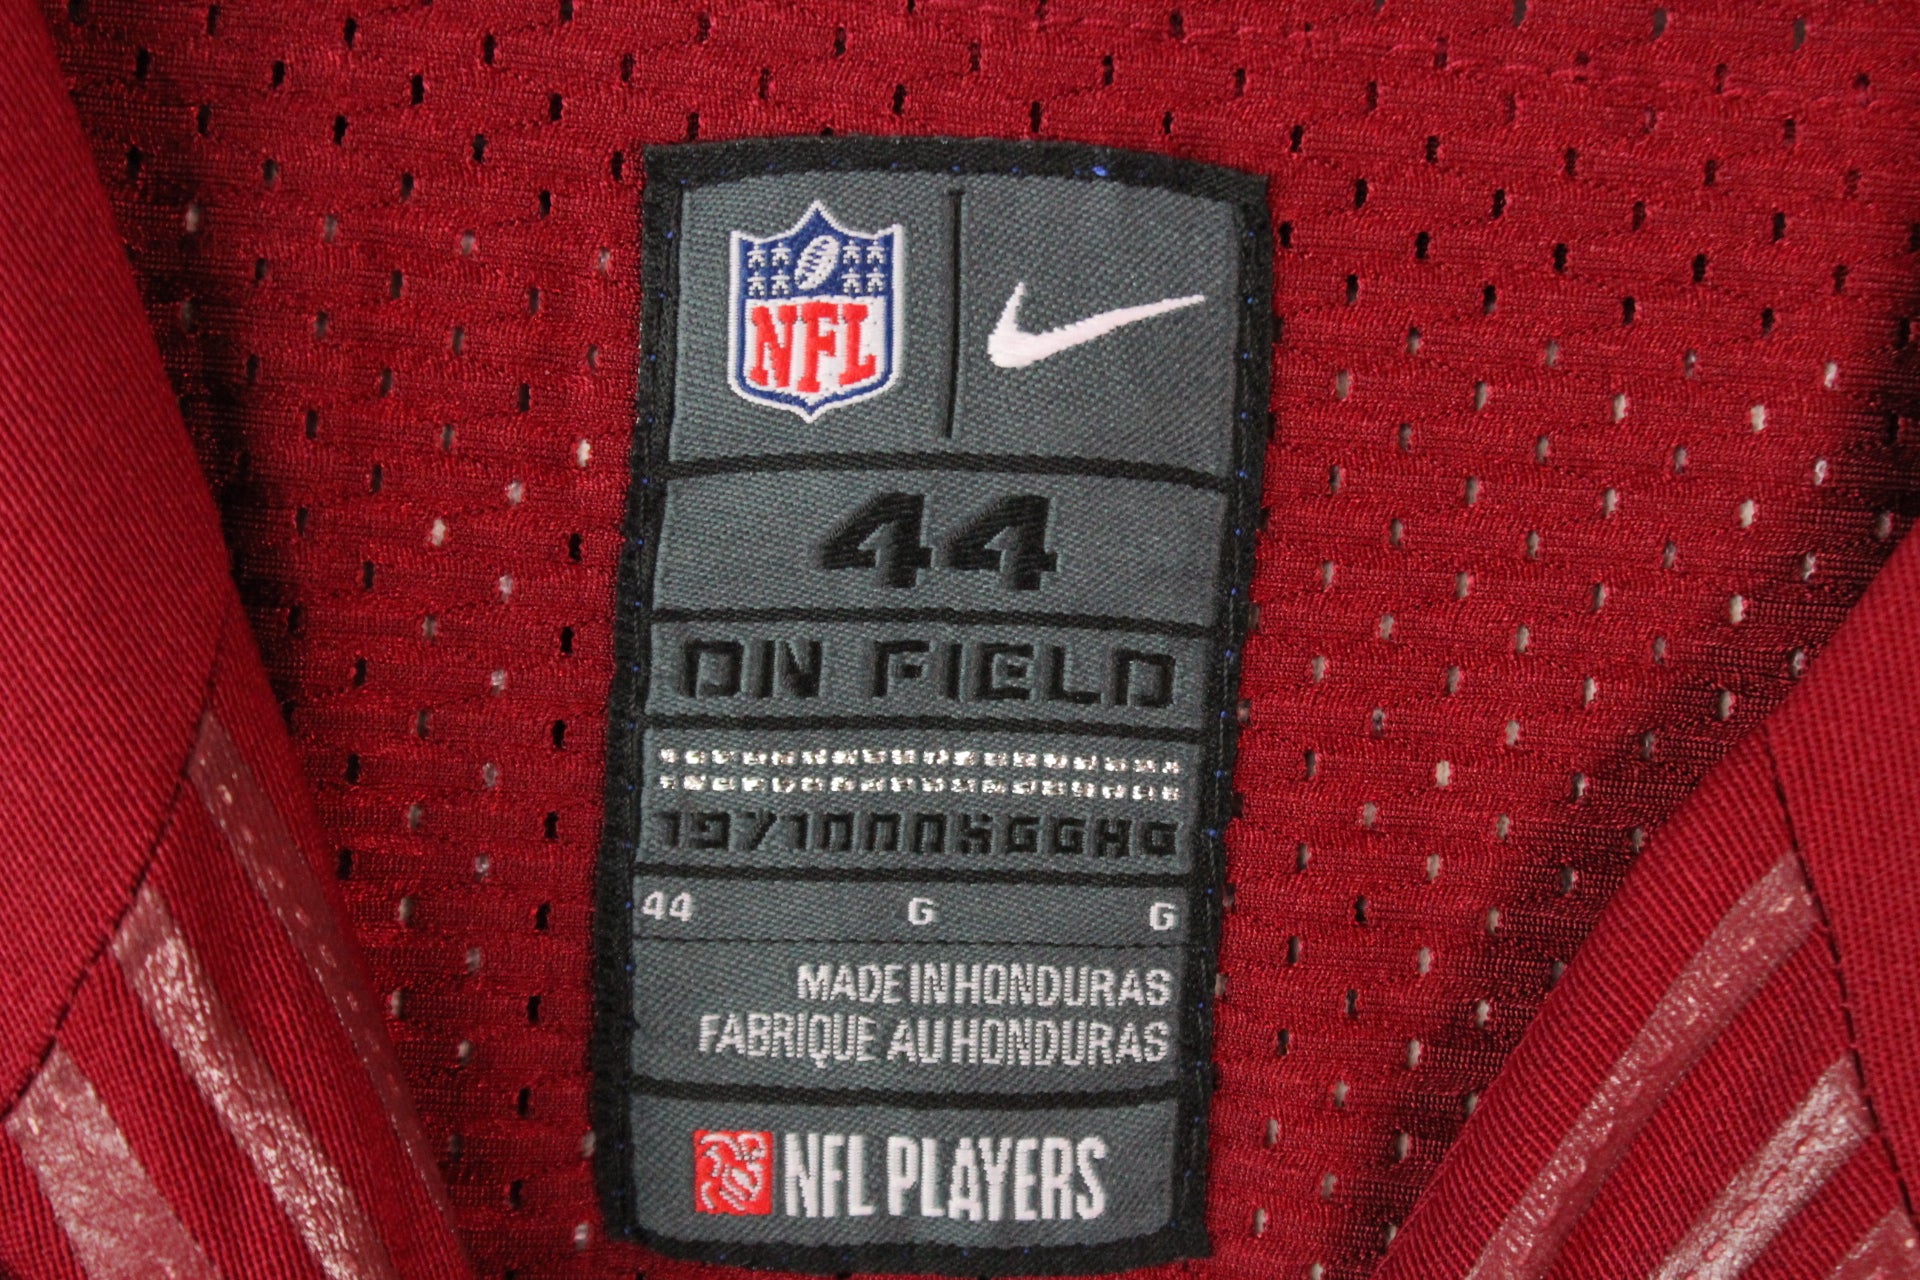 NFL
44
ON FIELD
44 G G
MADE IN HONDURAS
FABRIQUE AU HONDURAS
NFL PLAYERS